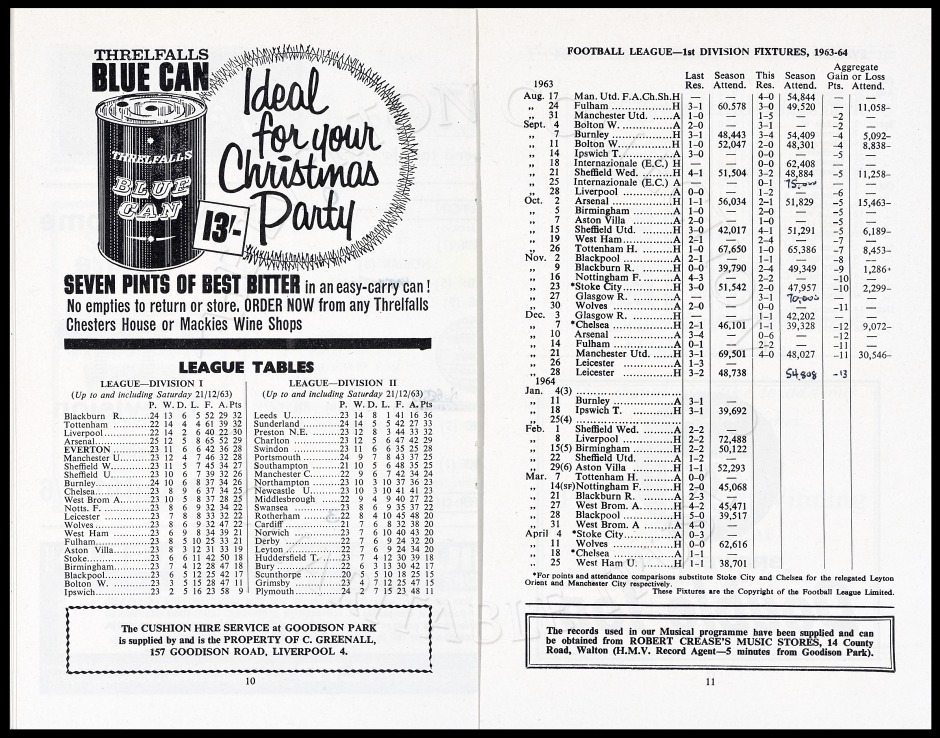 THRELFALLS
BLUE CAN
THRELFALLS
BLUE
CAN
13/-
Ideal
for your
Christmas
Party
SEVEN PINTS OF BEST BITTER in an easy-carry can !
No empties to return or store. ORDER NOW from any Threlfalls
Chesters House or Mackies Wine Shops
LEAGUE TABLES
LEAGUE—DIVISION I
(Up to and including Saturday 21/12/63)
P. W. D. L. F. A. Pts
Blackburn R. 24 13 6 5 52 29 32
Tottenham 22 14 4 4 61 39 32
Liverpool 22 14 2 6 40 22 30
Arsenal 25 12 5 8 65 52 29
EVERTON 23 11 6 6 42 36 28
Manchester U. 23 12 4 7 46 32 28
Sheffield W. 23 11 5 7 45 34 27
Sheffield U. 23 10 6 7 39 32 26
Burnley 24 10 6 8 37 34 26
Chelsea 23 8 9 6 37 34 25
West Brom A. 23 10 5 8 37 28 25
Notts. F. 23 8 6 9 32 34 22
Leicester 23 7 8 8 33 32 22
Wolves 23 8 6 9 32 47 22
West Ham 23 6 9 8 34 39 21
Fulham 23 8 5 10 25 33 21
Aston Villa 23 8 3 12 31 33 19
Stoke 23 6 6 11 42 50 18
Birmingham 23 7 4 12 28 47 18
Blackpool 23 6 5 12 25 42 17
Bolton W. 23 3 5 15 28 47 11
Ipswich 23 2 5 16 23 58 9
LEAGUE—DIVISION II
(Up to and including Saturday 21/12/63)
P. W. D. L. F. A. Pts
Leeds U. 23 14 8 1 41 16 36
Sunderland 24 14 5 5 42 27 33
Preston N.E. 23 12 8 3 44 33 32
Charlton 23 12 5 6 47 42 29
Swindon 23 11 6 6 35 25 28
Portsmouth 24 9 7 8 43 37 25
Southampton 21 10 5 6 48 35 25
Manchester C. 22 9 6 7 42 34 24
Northampton 23 10 3 10 37 36 23
Newcastle U. 23 10 3 10 41 41 23
Middlesbrough 22 9 4 9 40 27 22
Swansea 23 8 6 9 35 37 22
Rotherham 22 8 4 10 45 48 20
Cardiff 21 7 6 8 32 38 20
Norwich 23 7 6 10 40 43 20
Derby 22 7 6 9 24 32 20
Leyton 22 7 6 9 24 34 20
Huddersfield T. 23 7 4 12 30 39 18
Bury 22 6 3 13 30 42 17
Scunthorpe 20 5 5 10 18 25 15
Grimsby 23 4 7 12 25 47 15
Plymouth 24 2 7 15 23 48 11
The CUSHION HIRE SERVICE at GOODISON PARK
is supplied by and is the PROPERTY OF C. GREENALL,
157 GOODISON ROAD, LIVERPOOL 4.
10
FOOTBALL LEAGUE—1st DIVISION FIXTURES, 1963-64
Last Season This Season Aggregate Gain or Loss
1963 Res. Attend. Res. Attend. Pts. Attend.
Aug. 17 Man. Utd. F.A.Ch.Sh.H — — 4–0 54,844 — —
„ 24 Fulham H 3–1 60,578 3–0 49,520 — 11,058–
„ 31 Manchester Utd. A 1–0 — 1–5 — –2 —
Sept. 4 Bolton W. A 2–0 — 3–1 — –2 —
„ 7 Burnley H 3–1 48,443 3–4 54,409 –4 5,092–
„ 11 Bolton W. H 1–0 52,047 2–0 48,301 –4 8,838–
„ 14 Ipswich T. A 3–0 — 0–0 — –5 —
„ 18 Internazionale (E.C.) H — — 0–0 62,408
„ 21 Sheffield Wed. H 4–1 51,504 3–2 48,884 –5 11,258–
„ 25 Internazionale (E.C.) A — — 0–1 75,000
„ 28 Liverpool A 0–0 — 1–2 — –6 —
Oct. 2 Arsenal H 1–1 56,034 2–1 51,829 –5 15,463–
„ 5 Birmingham A 1–0 — 2–0 — –5 —
„ 7 Aston Villa A 2–0 — 1–0 — –5 —
„ 15 Sheffield Utd. H 3–0 42,017 4–1 51,291 –5 6,189–
„ 19 West Ham A 2–1 — 2–4 — –7 —
„ 26 Tottenham H. H 1–0 67,650 1–0 65,386 –7 8,453–
Nov. 2 Blackpool A 2–1 — 1–1 — –8 —
„ 9 Blackburn R. H 0–0 39,790 2–4 49,349 –9 1,286+
„ 16 Nottingham F. A 4–3 — 2–2 — –10 —
„ 23 *Stoke City H 3–0 51,542 2–0 47,957 –10 2,299–
„ 27 Glasgow R. A — — 3–1 70,000
„ 30 Wolves A 2–0 — 0–0 — –11 —
Dec. 3 Glasgow R. H — — 1–1 42,202
„ 7 *Chelsea H 2–1 46,101 1–1 39,328 –12 9,072–
„ 10 Arsenal A 3–4 — 0–6 — –12 —
„ 14 Fulham A 0–1 — 2–2 — –11 —
„ 21 Manchester Utd. H 3–1 69,501 4–0 48,027 –11 30,546–
„ 26 Leicester A 1–3 —
„ 28 Leicester H 3–2 48,738 54,808 –13
1964
Jan. 4(3)
„ 11 Burnley A 3–1 —
„ 18 Ipswich T. H 3–1 39,692
„ 25(4)
Feb. 1 Sheffield Wed. A 2–2 —
„ 8 Liverpool H 2–2 72,488
„ 15(5) Birmingham H 2–2 50,122
„ 22 Sheffield Utd. A 1–2 —
„ 29(6) Aston Villa H 1–1 52,293
Mar. 7 Tottenham H. A 0–0 —
„ 14(SF) Nottingham F. H 2–0 45,068
„ 21 Blackburn R. A 2–3 —
„ 27 West Brom. A. H 4–2 45,471
„ 28 Blackpool H 5–0 39,517
„ 31 West Brom. A A 4–0 —
April 4 *Stoke City A 0–3 —
„ 11 Wolves H 0–0 62,616
„ 18 *Chelsea A 1–1 —
„ 25 West Ham U. H 1–1 38,701
*For points and attendance comparisons substitute Stoke City and Chelsea for the relegated Leyton
Orient and Manchester City respectively.
These Fixtures are the Copyright of the Football League Limited.
The records used in our Musical programme have been supplied and can
be obtained from ROBERT CREASE'S MUSIC STORES, 14 County
Road, Walton (H.M.V. Record Agent—5 minutes from Goodison Park).
11